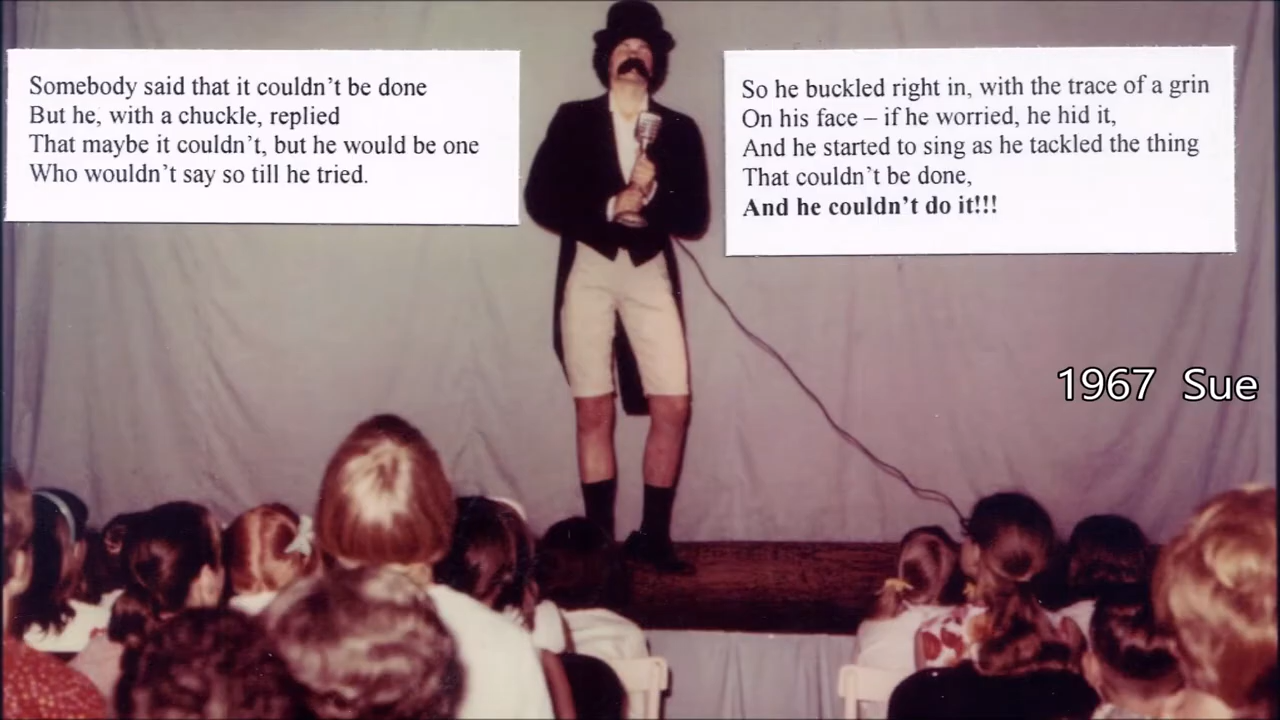 Somebody said that it couldn't be done
But he, with a chuckle, replied
That maybe it couldn't, but he would be one
Who wouldn't say so till he tried.
So he buckled right in, with the trace of a grin
On his face – if he worried, he hid it,
And he started to sing as he tackled the thing
That couldn't be done,
And he couldn't do it!!!
1967 Sue